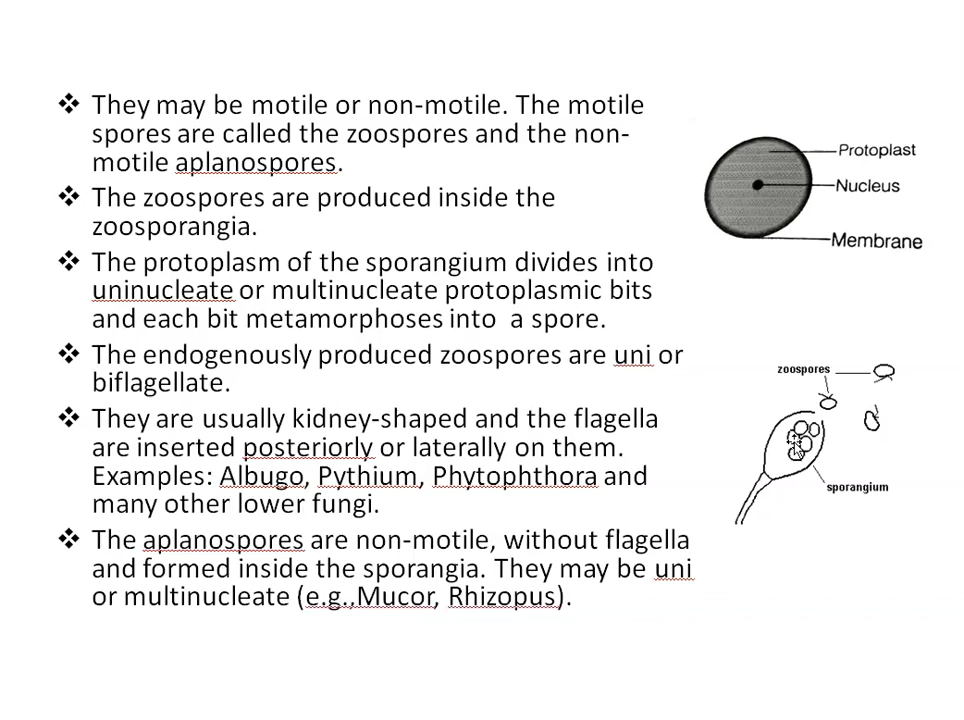 ❖ They may be motile or non-motile. The motile
spores are called the zoospores and the non-
motile aplanospores.
❖ The zoospores are produced inside the
zoosporangia.
❖ The protoplasm of the sporangium divides into
uninucleate or multinucleate protoplasmic bits
and each bit metamorphoses into a spore.
❖ The endogenously produced zoospores are uni or
biflagellate.
❖ They are usually kidney-shaped and the flagella
are inserted posteriorly or laterally on them.
Examples: Albugo, Pythium, Phytophthora and
many other lower fungi.
❖ The aplanospores are non-motile, without flagella
and formed inside the sporangia. They may be uni
or multinucleate (e.g.,Mucor, Rhizopus).
Protoplast
Nucleus
Membrane
zoospores
sporangium